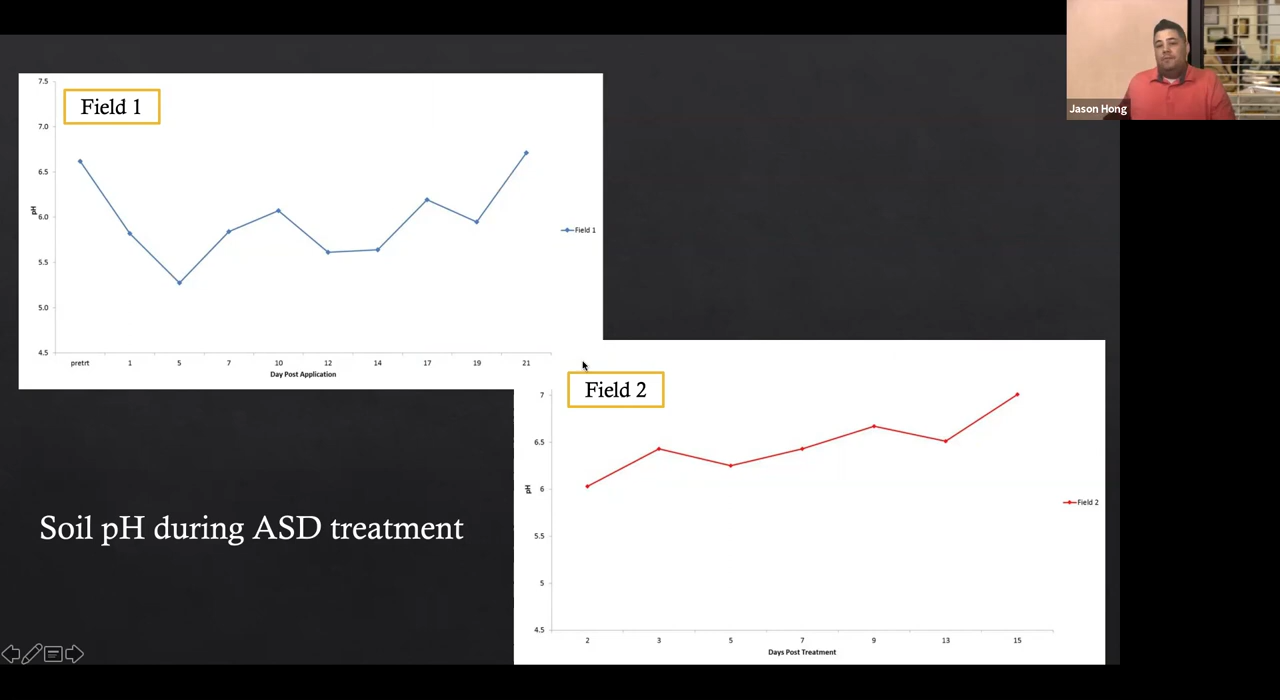 Jason Hong
Field 1
7.5
7.0
6.5
6.0
5.5
5.0
4.5
pH
pretrt 1 5 7 10 12 14 17 19 21
Day Post Application
Field 1
Field 2
7
6.5
6
5.5
5
4.5
pH
2 3 5 7 9 13 15
Days Post Treatment
Field 2
Soil pH during ASD treatment